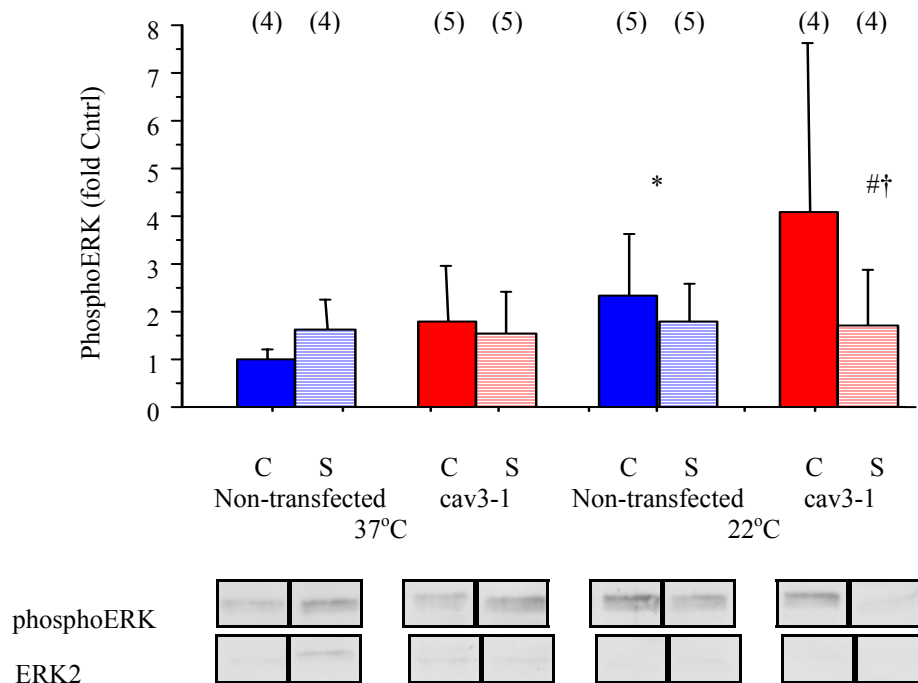 (4) (4) (5) (5) (5) (5) (4) (4)
PhosphoERK (fold Cntrl)
8
7
6
5
4
3
2
1
0
*
#†
C S C S C S C S
Non-transfected cav3-1 Non-transfected cav3-1
37°C 22°C
phosphoERK
ERK2